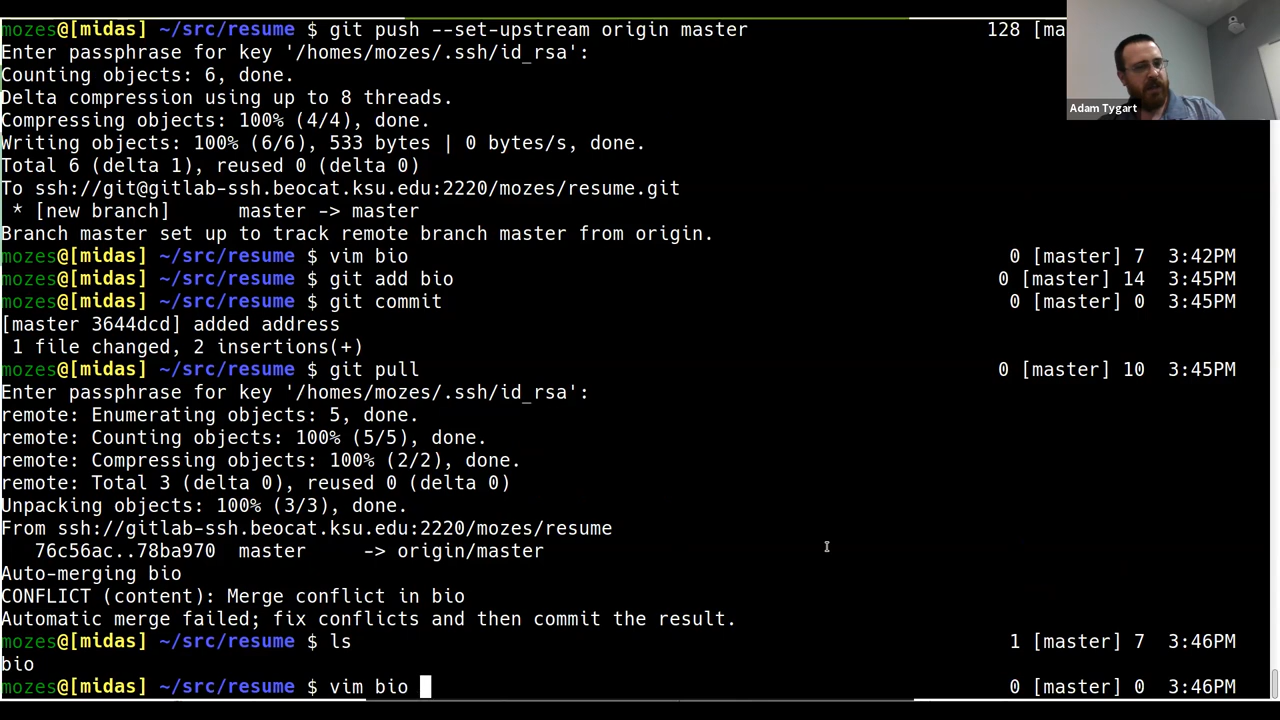 mozes@[midas] ~/src/resume $ git push --set-upstream origin master 128 [ma
Enter passphrase for key '/homes/mozes/.ssh/id_rsa':
Counting objects: 6, done.
Delta compression using up to 8 threads.
Compressing objects: 100% (4/4), done.
Writing objects: 100% (6/6), 533 bytes | 0 bytes/s, done.
Total 6 (delta 1), reused 0 (delta 0)
To ssh://git@gitlab-ssh.beocat.ksu.edu:2220/mozes/resume.git
* [new branch] master -> master
Branch master set up to track remote branch master from origin.
mozes@[midas] ~/src/resume $ vim bio 0 [master] 7 3:42PM
mozes@[midas] ~/src/resume $ git add bio 0 [master] 14 3:45PM
mozes@[midas] ~/src/resume $ git commit 0 [master] 0 3:45PM
[master 3644dcd] added address
1 file changed, 2 insertions(+)
mozes@[midas] ~/src/resume $ git pull 0 [master] 10 3:45PM
Enter passphrase for key '/homes/mozes/.ssh/id_rsa':
remote: Enumerating objects: 5, done.
remote: Counting objects: 100% (5/5), done.
remote: Compressing objects: 100% (2/2), done.
remote: Total 3 (delta 0), reused 0 (delta 0)
Unpacking objects: 100% (3/3), done.
From ssh://gitlab-ssh.beocat.ksu.edu:2220/mozes/resume
76c56ac..78ba970 master -> origin/master
Auto-merging bio
CONFLICT (content): Merge conflict in bio
Automatic merge failed; fix conflicts and then commit the result.
mozes@[midas] ~/src/resume $ ls 1 [master] 7 3:46PM
bio
mozes@[midas] ~/src/resume $ vim bio 0 [master] 0 3:46PM
Adam Tygart